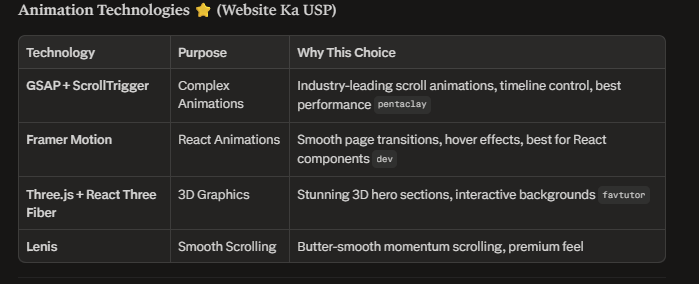 Animation Technologies ⭐ (Website Ka USP)
Technology Purpose Why This Choice
GSAP + ScrollTrigger Complex Industry-leading scroll animations, timeline control, best
Animations performance pentaclay
Framer Motion React Animations Smooth page transitions, hover effects, best for React
components dev
Three.js + React Three 3D Graphics Stunning 3D hero sections, interactive backgrounds favtutor
Fiber
Lenis Smooth Scrolling Butter-smooth momentum scrolling, premium feel